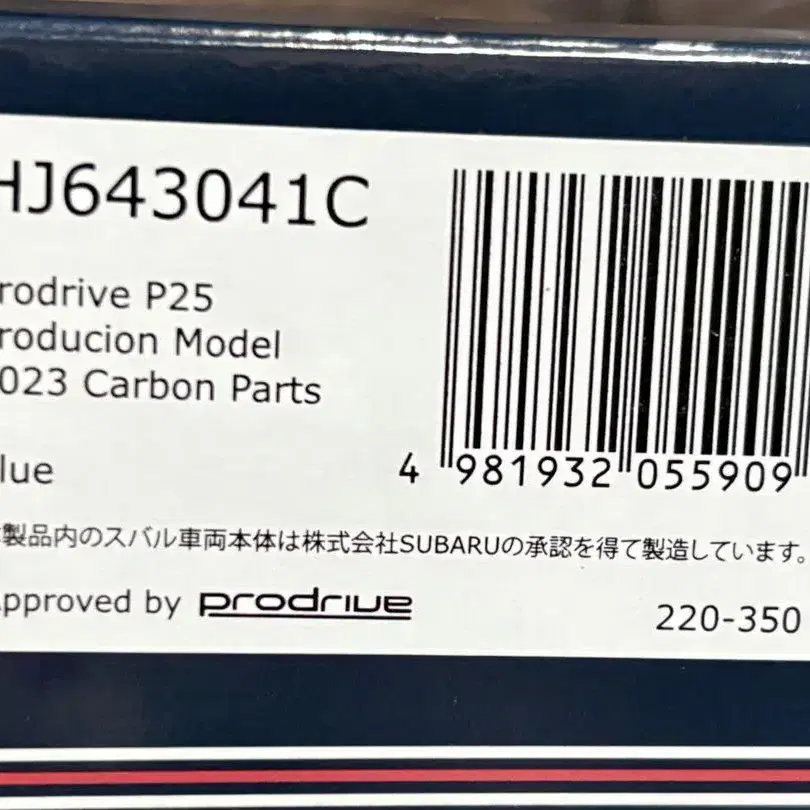 HJ643041C
rodrive P25
roducion Model
023 Carbon Parts
lue
4 981932 055909
製品内のスバル車両本体は株式会社SUBARUの承認を得て製造しています。
pproved by prodrive
220-350